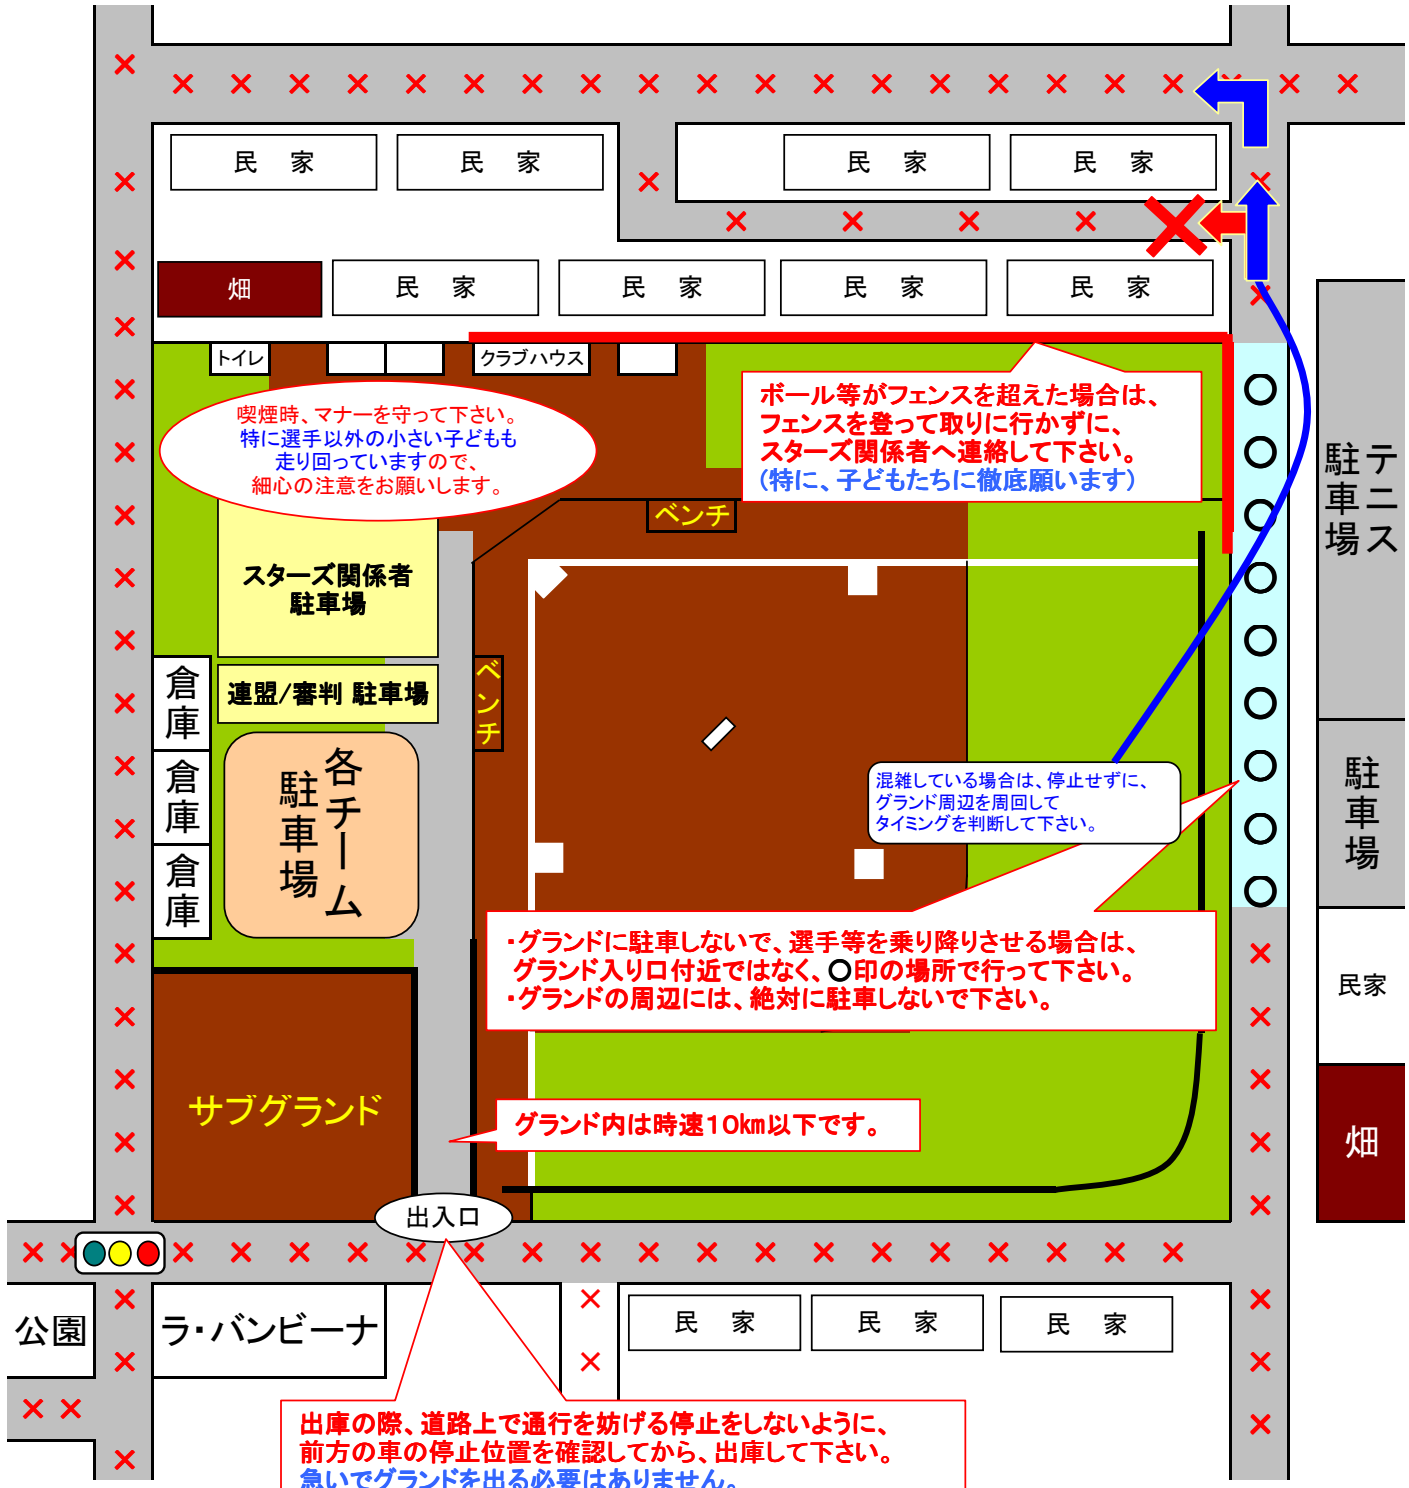 民　家
民　家
民　家
民　家
畑
民　家
民　家
民　家
民　家
トイレ
クラブハウス
喫煙時、マナーを守って下さい。
特に選手以外の小さい子どもも
走り回っていますので、
細心の注意をお願いします。
ボール等がフェンスを超えた場合は、
フェンスを登って取りに行かずに、
スターズ関係者へ連絡して下さい。
(特に、子どもたちに徹底願います)
ベンチ
テニス
駐車場
スターズ関係者
駐車場
連盟/審判 駐車場
ベンチ
倉庫
倉庫
倉庫
各チーム
駐車場
混雑している場合は、停止せずに、
グランド周辺を周回して
タイミングを判断して下さい。
駐車場
・グランドに駐車しないで、選手等を乗り降りさせる場合は、
グランド入り口付近ではなく、〇印の場所で行って下さい。
・グランドの周辺には、絶対に駐車しないで下さい。
民家
サブグランド
グランド内は時速10km以下です。
畑
出入口
公園
ラ・バンビーナ
民　家
民　家
民　家
出庫の際、道路上で通行を妨げる停止をしないように、
前方の車の停止位置を確認してから、出庫して下さい。
急いでグランドを出る必要はありません。